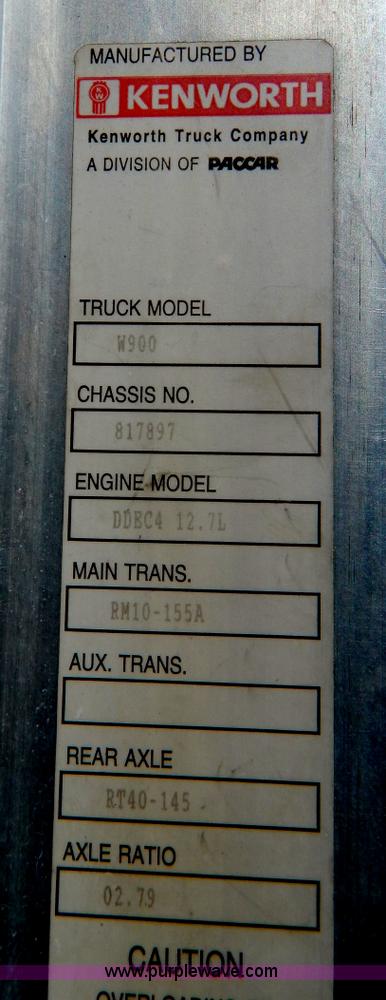 MANUFACTURED BY
KW KENWORTH
Kenworth Truck Company
A DIVISION OF PACCAR
TRUCK MODEL
W900
CHASSIS NO.
817897
ENGINE MODEL
DDEC4 12.7L
MAIN TRANS.
RM10-155A
AUX. TRANS.
REAR AXLE
RT40-145
AXLE RATIO
02.79
CAUTION
www.purplewave.com
OVERLOADING